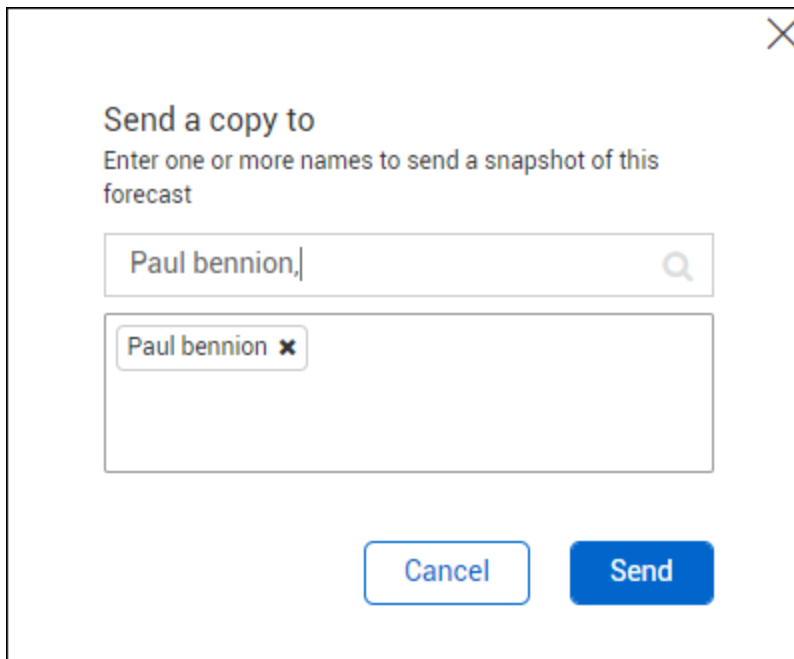 Send a copy to
Enter one or more names to send a snapshot of this
forecast
Paul bennion,
Paul bennion
Cancel
Send